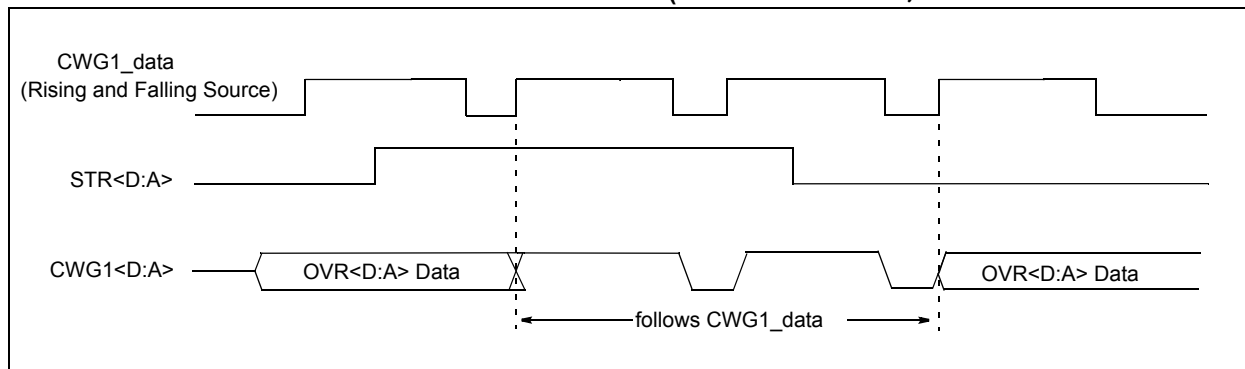 CWG1_data
(Rising and Falling Source)
STR<D:A>
CWG1<D:A>
OVR<D:A> Data
OVR<D:A> Data
follows CWG1_data